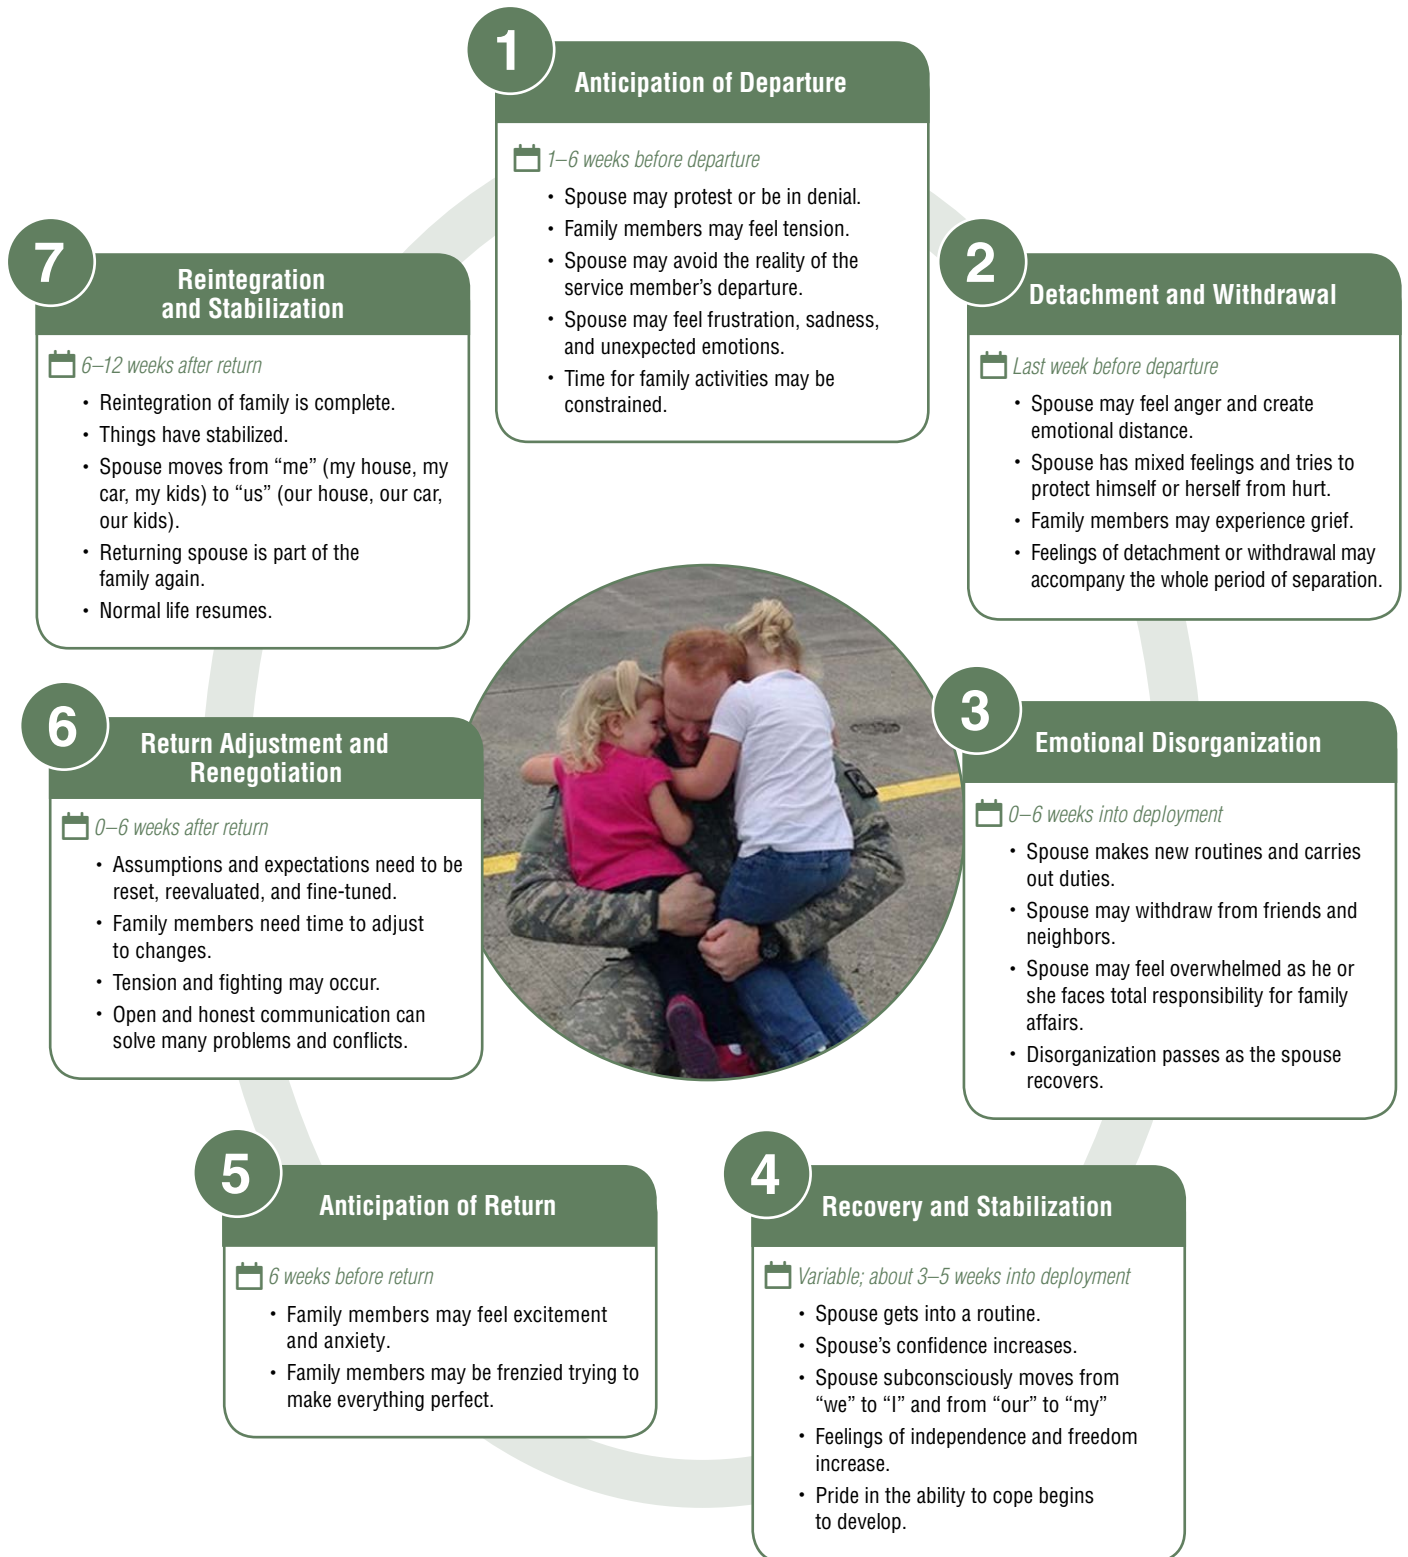 1
Anticipation of Departure
1–6 weeks before departure
• Spouse may protest or be in denial.
• Family members may feel tension.
• Spouse may avoid the reality of the
service member’s departure.
• Spouse may feel frustration, sadness,
and unexpected emotions.
• Time for family activities may be
constrained.
2
Detachment and Withdrawal
Last week before departure
• Spouse may feel anger and create
emotional distance.
• Spouse has mixed feelings and tries to
protect himself or herself from hurt.
• Family members may experience grief.
• Feelings of detachment or withdrawal may
accompany the whole period of separation.
3
Emotional Disorganization
0–6 weeks into deployment
• Spouse makes new routines and carries
out duties.
• Spouse may withdraw from friends and
neighbors.
• Spouse may feel overwhelmed as he or
she faces total responsibility for family
affairs.
• Disorganization passes as the spouse
recovers.
4
Recovery and Stabilization
Variable; about 3–5 weeks into deployment
• Spouse gets into a routine.
• Spouse’s confidence increases.
• Spouse subconsciously moves from
“we” to “I” and from “our” to “my”
• Feelings of independence and freedom
increase.
• Pride in the ability to cope begins
to develop.
5
Anticipation of Return
6 weeks before return
• Family members may feel excitement
and anxiety.
• Family members may be frenzied trying to
make everything perfect.
6
Return Adjustment and
Renegotiation
0–6 weeks after return
• Assumptions and expectations need to be
reset, reevaluated, and fine-tuned.
• Family members need time to adjust
to changes.
• Tension and fighting may occur.
• Open and honest communication can
solve many problems and conflicts.
7
Reintegration
and Stabilization
6–12 weeks after return
• Reintegration of family is complete.
• Things have stabilized.
• Spouse moves from “me” (my house, my
car, my kids) to “us” (our house, our car,
our kids).
• Returning spouse is part of the
family again.
• Normal life resumes.